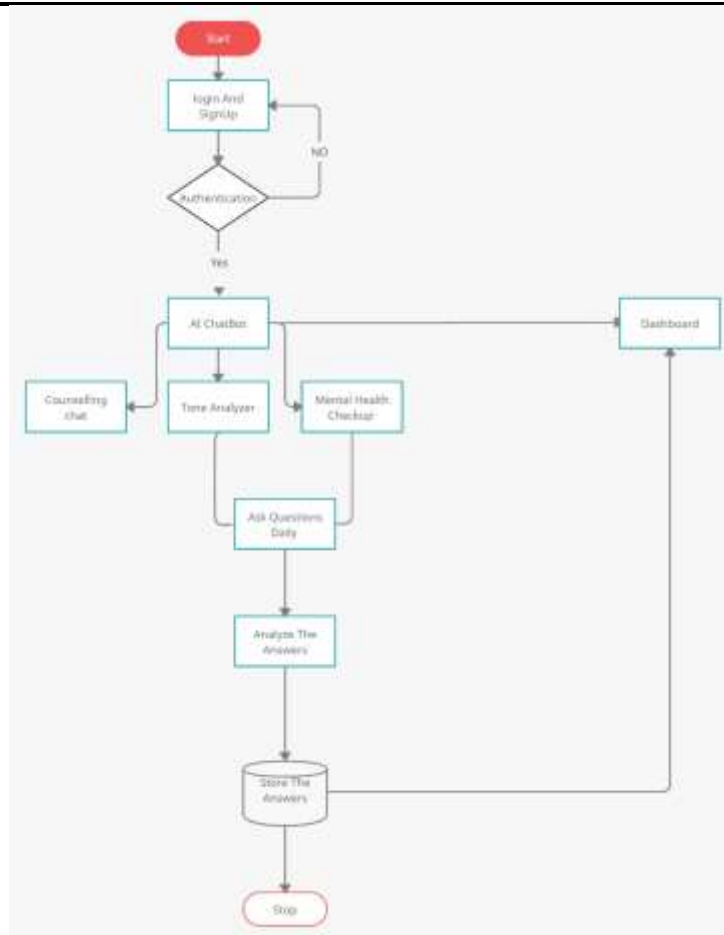 Start
login And
SignUp
NO
Authentication
Yes
AI ChatBot
Dashboard
Counselling
chat
Tone Analyzer
Mental Health
Checkup
Ask Questions
Daily
Analyze The
Answers
Store The
Answers
Stop